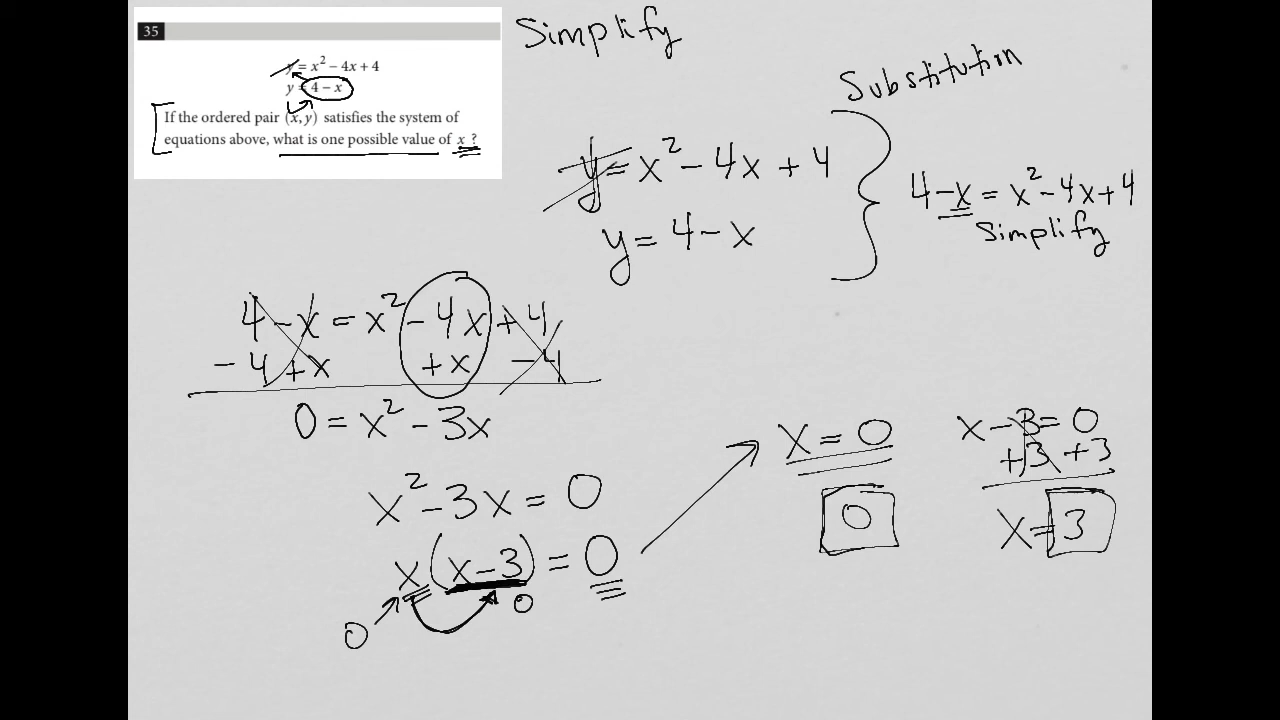 35
y = x² − 4x + 4
y = 4 − x
If the ordered pair (x, y) satisfies the system of
equations above, what is one possible value of x ?
Simplify
Substitution
y = x² − 4x + 4
y = 4 − x
4 − x = x² − 4x + 4
Simplify
4 − x = x² − 4x + 4
− 4 + x + x − 4
0 = x² − 3x
x² − 3x = 0
x(x − 3) = 0
0 0
x = 0
0
x − 3 = 0
+3 +3
x = 3